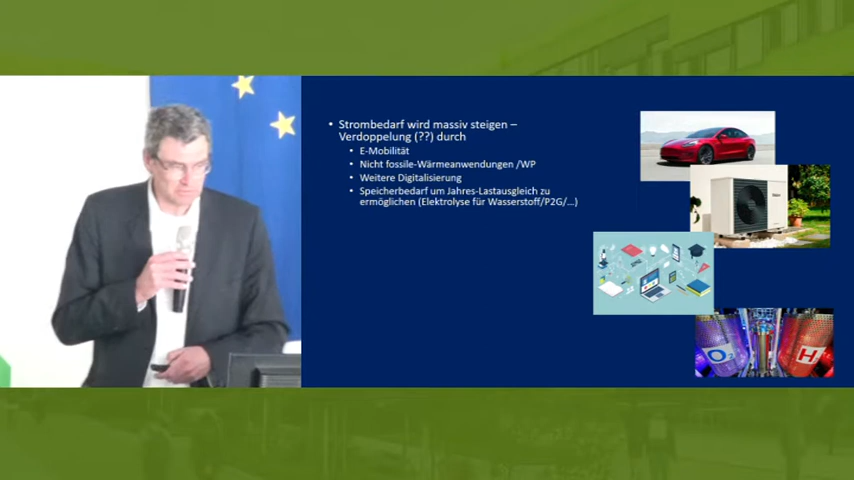 Strombedarf wird massiv steigen –
Verdoppelung (??) durch
E-Mobilität
Nicht fossile-Wärmeanwendungen /WP
Weitere Digitalisierung
Speicherbedarf um Jahres-Lastausgleich zu
ermöglichen (Elektrolyse für Wasserstoff/P2G/...)
O2
H